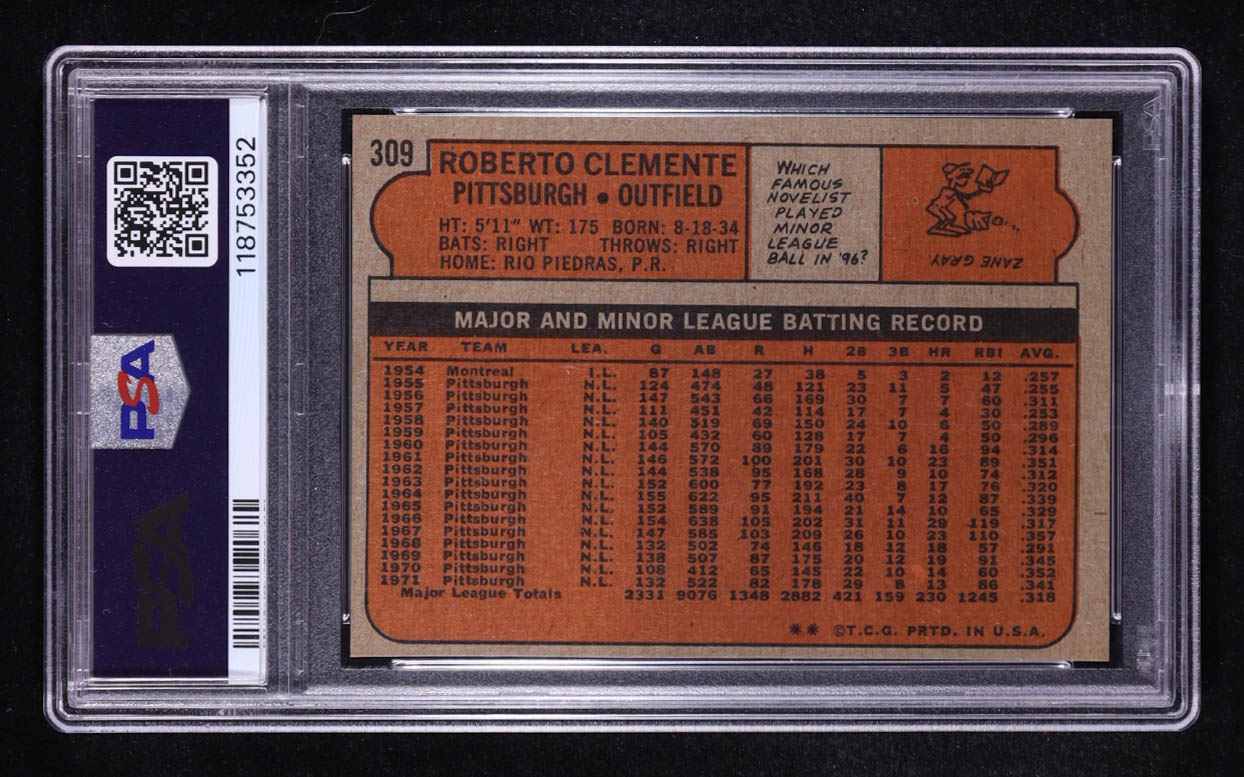 118753352
PSA
PSA
309
ROBERTO CLEMENTE
PITTSBURGH • OUTFIELD
HT: 5'11" WT: 175 BORN: 8-18-34
BATS: RIGHT THROWS: RIGHT
HOME: RIO PIEDRAS, P.R.
WHICH
FAMOUS
NOVELIST
PLAYED
MINOR
LEAGUE
BALL IN '96?
ZANE GRAY
MAJOR AND MINOR LEAGUE BATTING RECORD
YEAR TEAM LEA. G AB R H 2B 3B HR RBI AVG.
1954 Montreal I.L. 87 148 27 38 5 3 2 12 .257
1955 Pittsburgh N.L. 124 474 48 121 23 11 5 47 .255
1956 Pittsburgh N.L. 147 543 66 169 30 7 7 60 .311
1957 Pittsburgh N.L. 111 451 42 114 17 7 4 30 .253
1958 Pittsburgh N.L. 140 519 69 150 24 10 6 50 .289
1959 Pittsburgh N.L. 105 432 60 128 17 7 4 50 .296
1960 Pittsburgh N.L. 144 570 89 179 22 6 16 94 .314
1961 Pittsburgh N.L. 146 572 100 201 30 10 23 89 .351
1962 Pittsburgh N.L. 144 538 95 168 28 9 10 74 .312
1963 Pittsburgh N.L. 152 600 77 192 23 8 17 76 .320
1964 Pittsburgh N.L. 155 622 95 211 40 7 12 87 .339
1965 Pittsburgh N.L. 152 589 91 194 21 14 10 65 .329
1966 Pittsburgh N.L. 154 638 105 202 31 11 29 119 .317
1967 Pittsburgh N.L. 147 585 103 209 26 10 23 110 .357
1968 Pittsburgh N.L. 132 502 74 146 18 12 18 57 .291
1969 Pittsburgh N.L. 138 507 87 175 20 12 19 91 .345
1970 Pittsburgh N.L. 108 412 65 145 22 10 14 60 .352
1971 Pittsburgh N.L. 132 522 82 178 29 8 13 86 .341
Major League Totals 2331 9076 1348 2882 421 159 230 1245 .318
** ©T.C.G. PRTD. IN U.S.A.
PSA